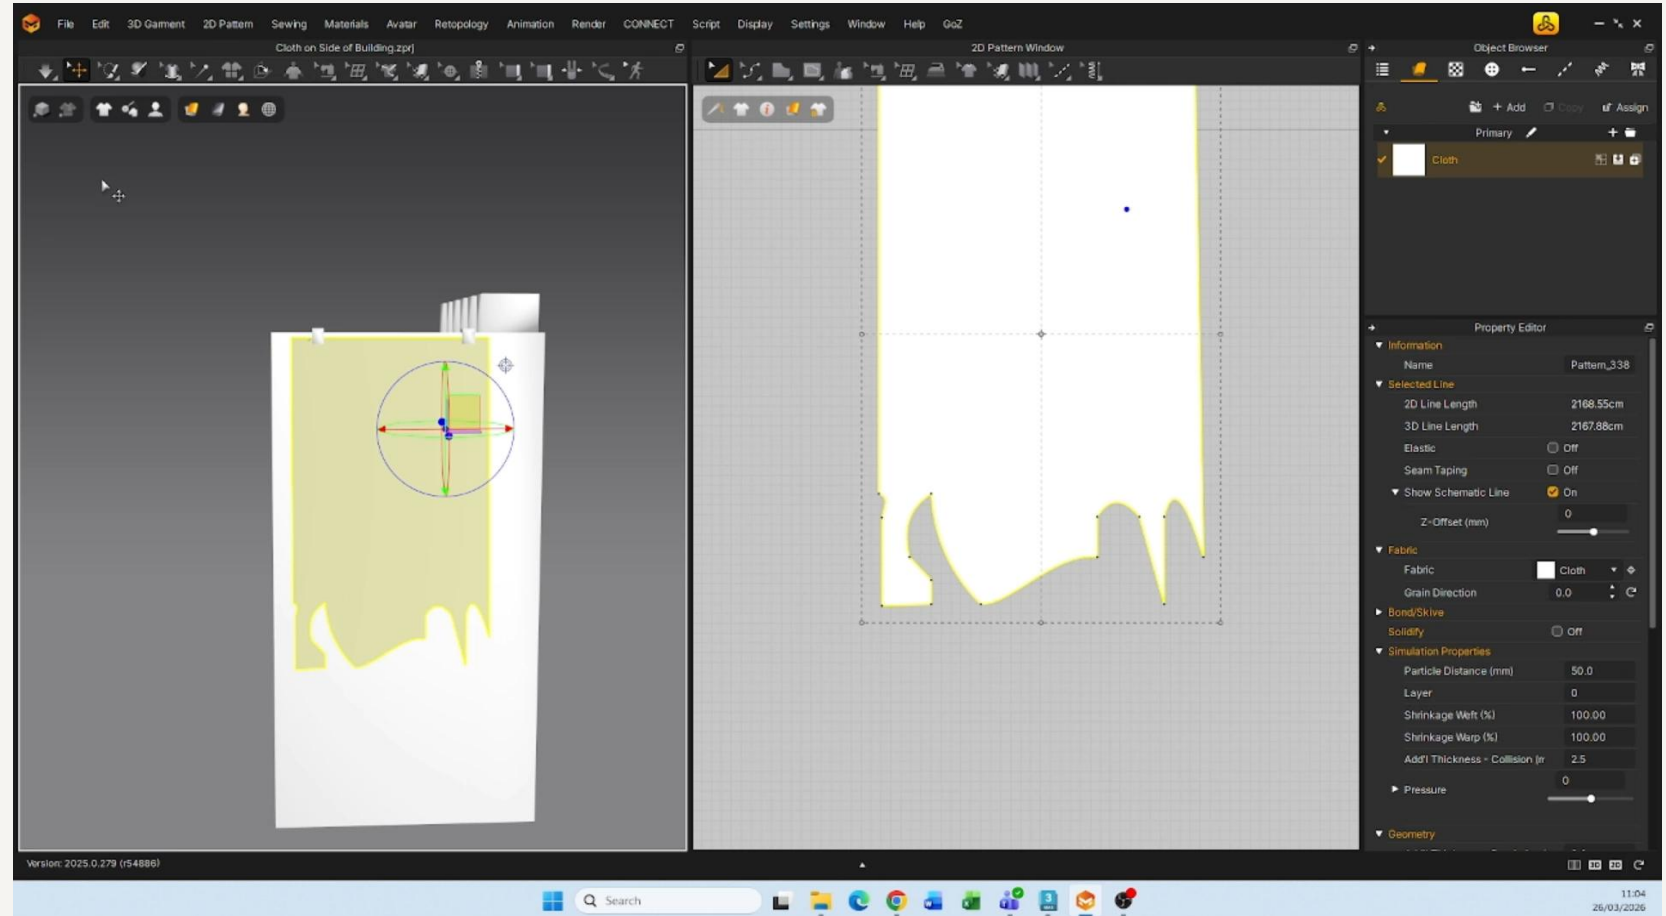 File Edit 3D Garment 2D Pattern Sewing Materials Avatar Retopology Animation Render CONNECT Script Display Settings Window Help GoZ
Cloth on Side of Building.zprj
2D Pattern Window
Object Browser
+ Add
Copy
Assign
Primary
Cloth
Property Editor
Information
Name Pattern_338
Selected Line
2D Line Length 2168.55cm
3D Line Length 2167.88cm
Elastic Off
Seam Taping Off
Show Schematic Line On
Z-Offset (mm) 0
Fabric
Fabric Cloth
Grain Direction 0.0
Bond/Skive
Solidify Off
Simulation Properties
Particle Distance (mm) 50.0
Layer 0
Shrinkage Weft (%) 100.00
Shrinkage Warp (%) 100.00
Add'l Thickness - Collision (m 2.5
Pressure 0
Geometry
Version: 2025.0.279 (r54886)
3D 2D
Search
11:04
26/03/2026